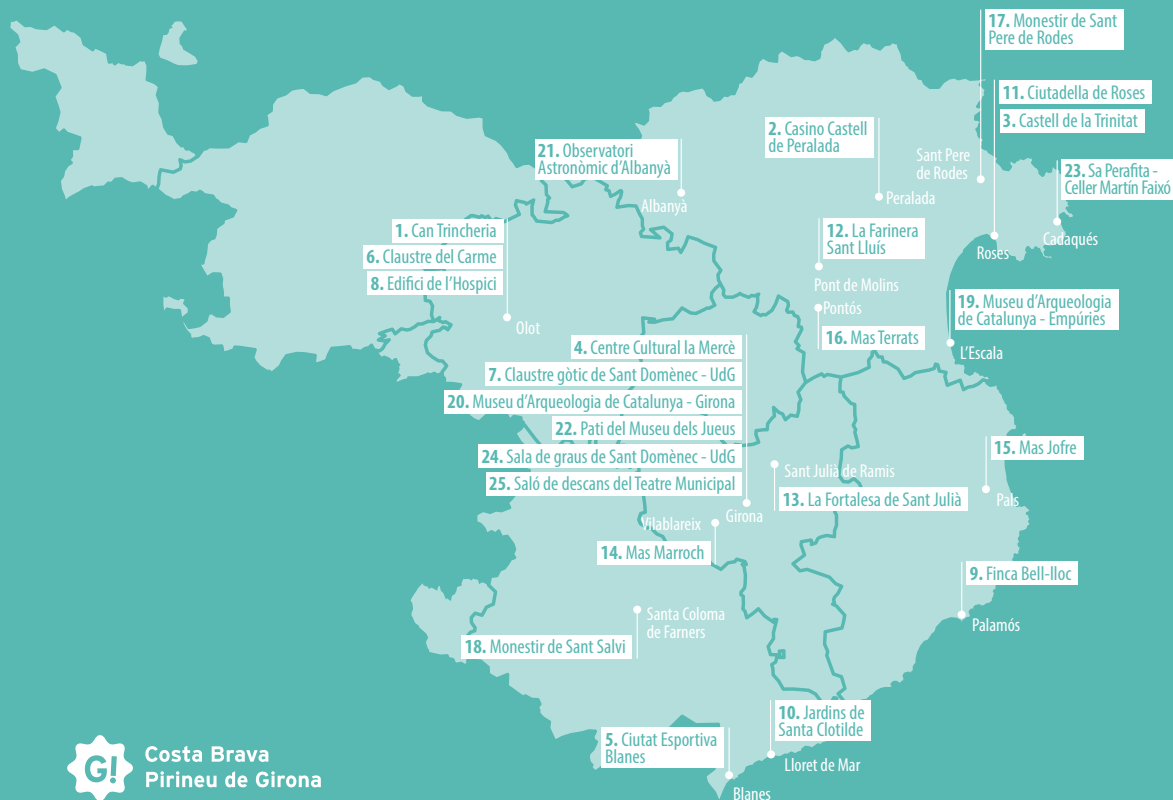 17. Monestir de Sant
Pere de Rodes
11. Ciutadella de Roses
3. Castell de la Trinitat
2. Casino Castell
de Peralada
21. Observatori
Astronòmic d'Albanyà
Sant Pere
de Rodes
23. Sa Perafita -
Celler Martín Faixó
Albanyà
Peralada
1. Can Trincheria
6. Claustre del Carme
8. Edifici de l'Hospici
12. La Farinera
Sant Lluís
Cadaqués
Roses
Pont de Molins
19. Museu d'Arqueologia
de Catalunya - Empúries
Pontós
Olot
16. Mas Terrats
L'Escala
4. Centre Cultural la Mercè
7. Claustre gòtic de Sant Domènec - UdG
20. Museu d'Arqueologia de Catalunya - Girona
22. Pati del Museu dels Jueus
24. Sala de graus de Sant Domènec - UdG
25. Saló de descans del Teatre Municipal
15. Mas Jofre
Sant Julià de Ramis
13. La Fortalesa de Sant Julià
Pals
Girona
Vilablareix
14. Mas Marroch
9. Finca Bell-lloc
Santa Coloma
de Farners
Palamós
18. Monestir de Sant Salvi
10. Jardins de
Santa Clotilde
5. Ciutat Esportiva
Blanes
Lloret de Mar
Blanes
G!
Costa Brava
Pirineu de Girona